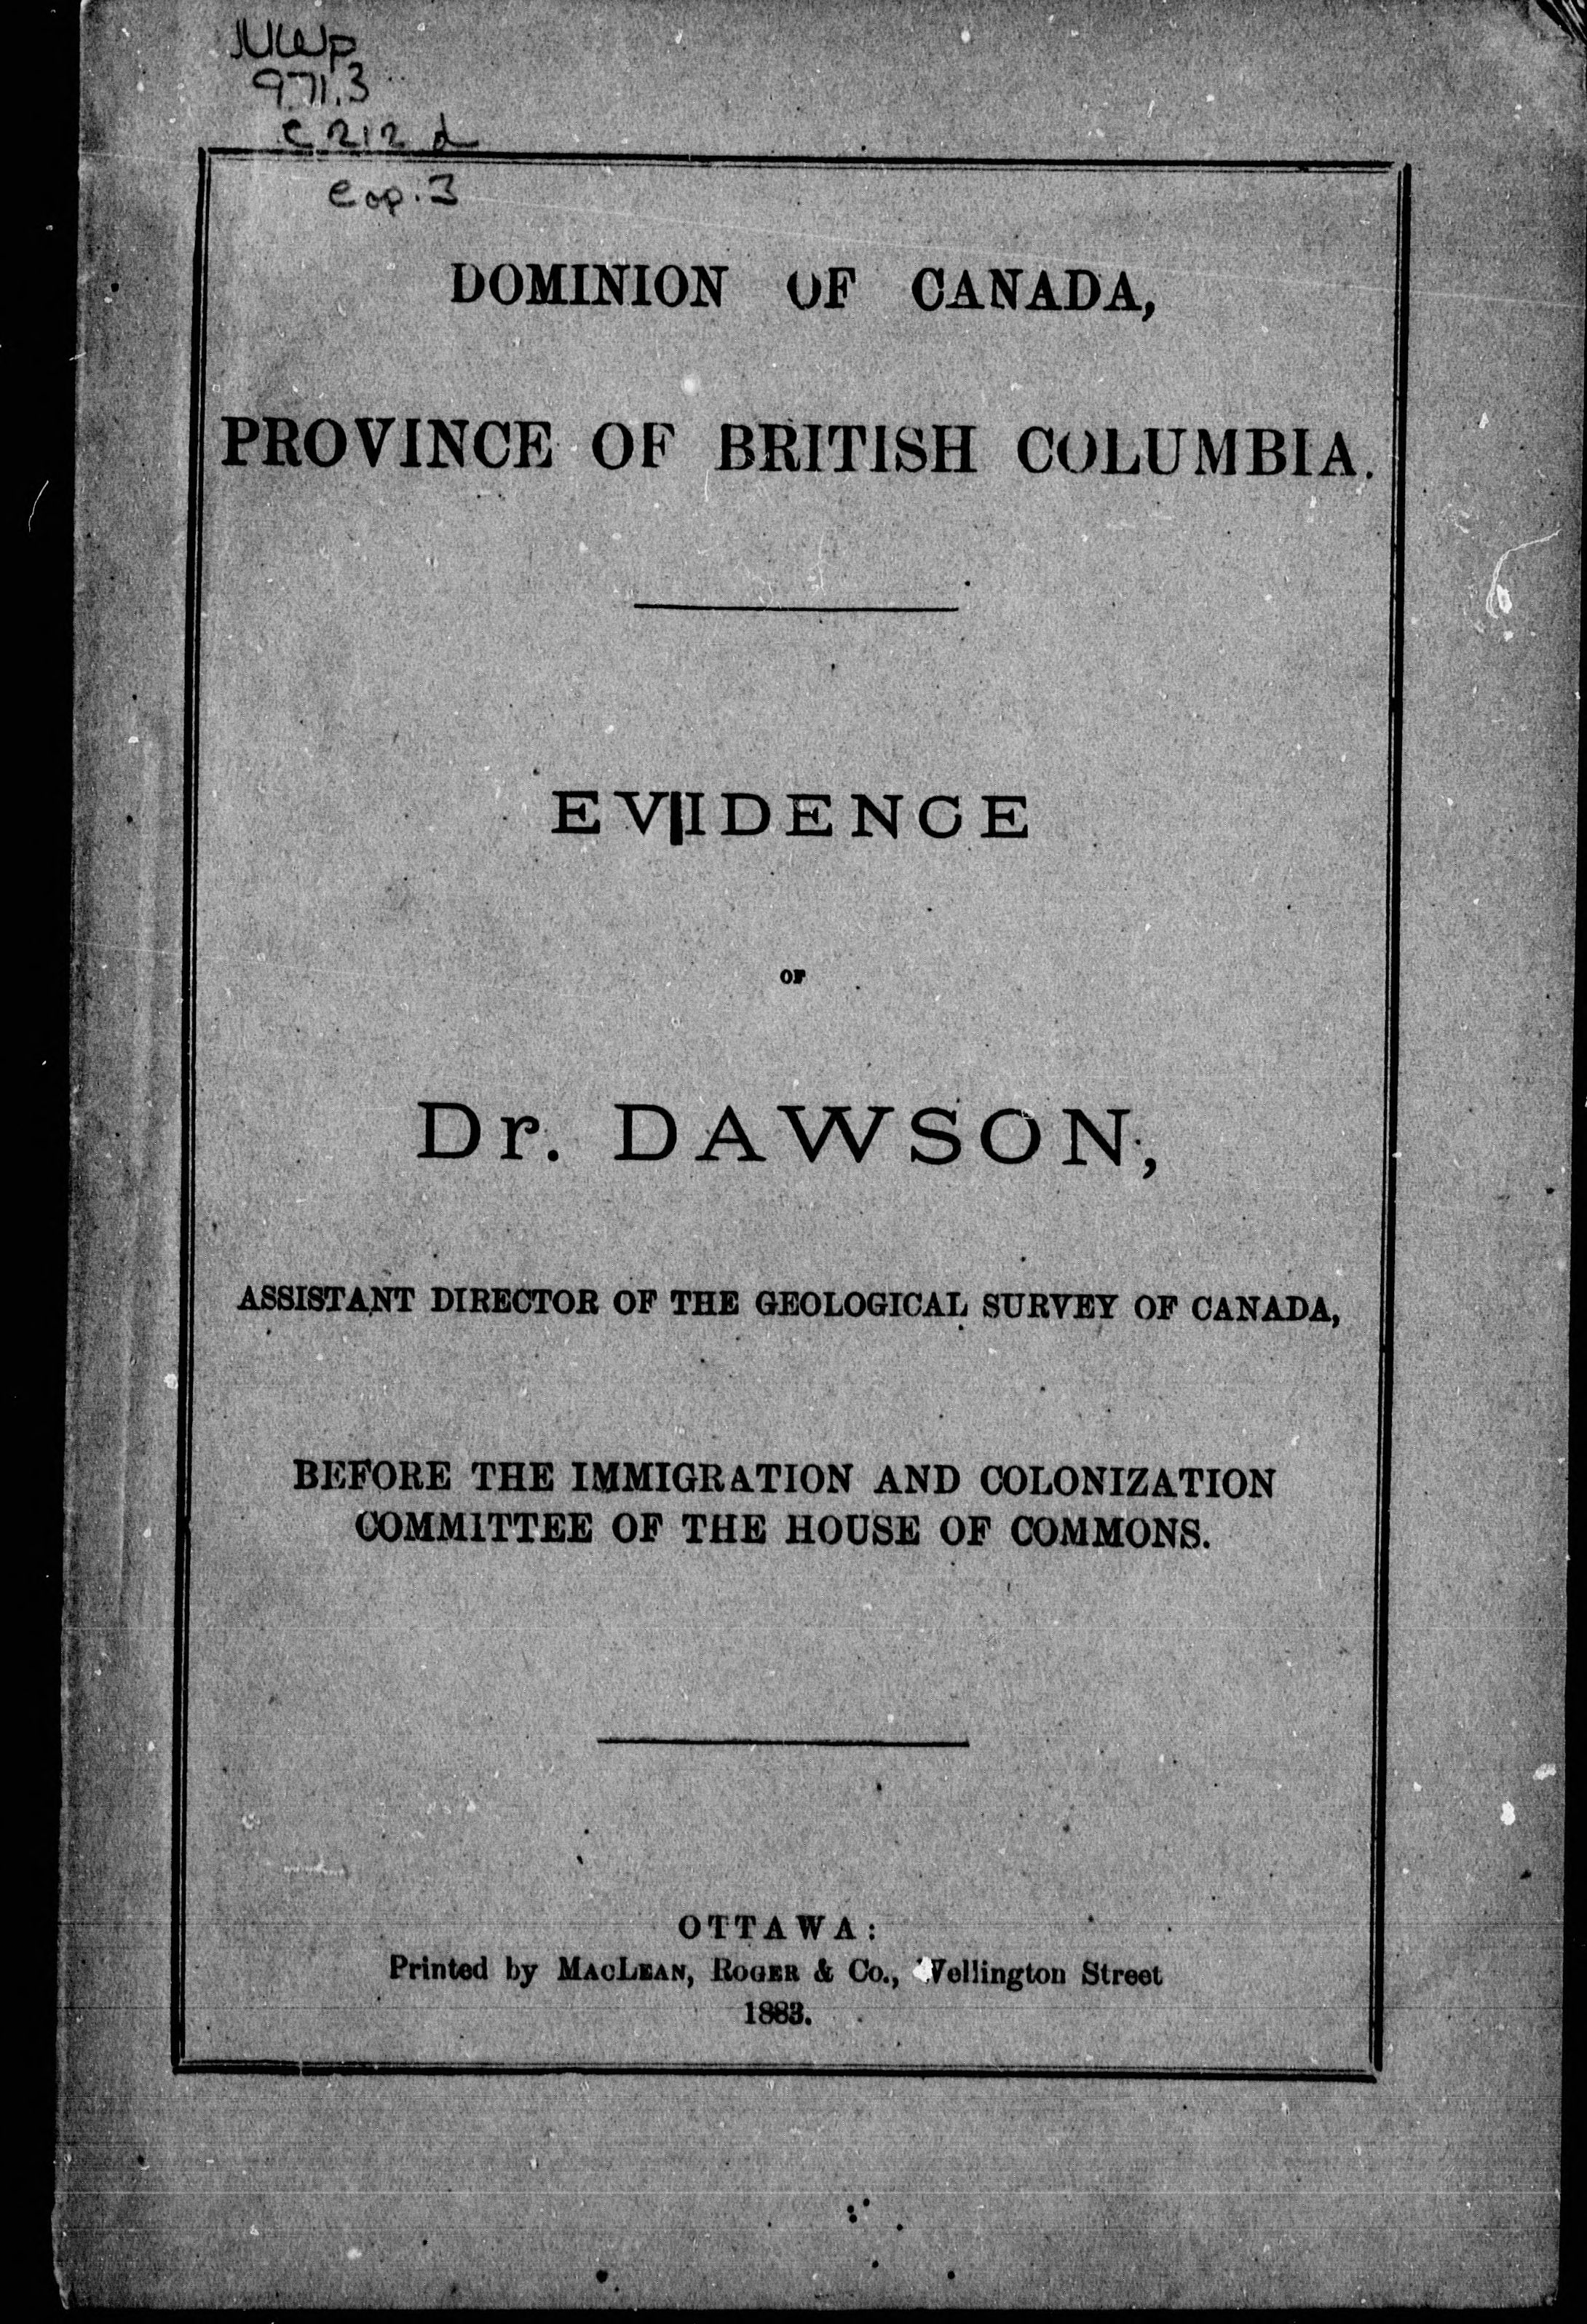 NWp
971.3
C212d
Cop. 3
DOMINION OF CANADA,
PROVINCE OF BRITISH COLUMBIA.
EVIDENCE
OF
Dr. DAWSON,
ASSISTANT DIRECTOR OF THE GEOLOGICAL SURVEY OF CANADA,
BEFORE THE IMMIGRATION AND COLONIZATION
COMMITTEE OF THE HOUSE OF COMMONS.
OTTAWA:
Printed by MACLEAN, ROGER & Co., Wellington Street
1883.